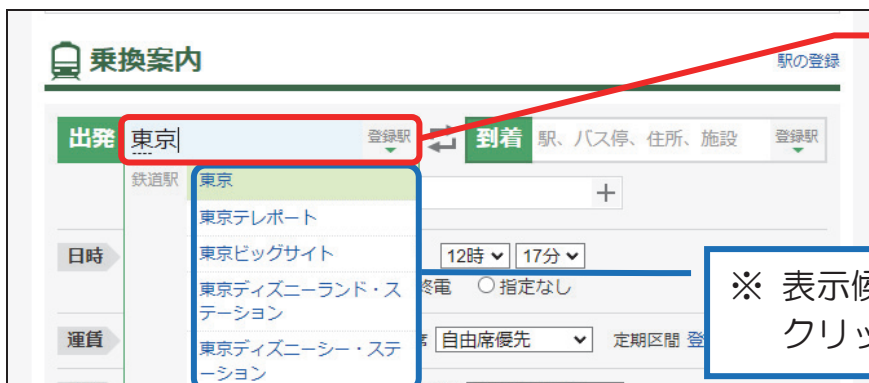 乗換案内
駅の登録
出発 東京 登録駅 到着 駅、バス停、住所、施設 登録駅
鉄道駅 東京
東京テレポート
東京ビッグサイト
東京ディズニーランド・ス
テーション
東京ディズニーシー・ステ
ーション
日時 12時 17分
終電 指定なし
運賃 自由席優先 定期区間 登
※ 表示候
クリッ